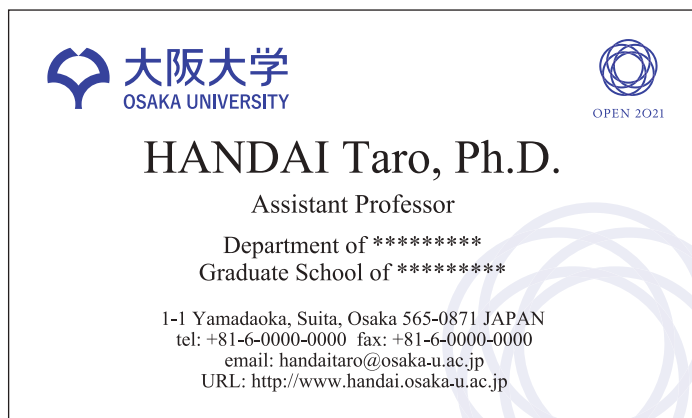 大阪大学
OSAKA UNIVERSITY
OPEN 2O21
HANDAI Taro, Ph.D.
Assistant Professor
Department of *********
Graduate School of *********
1-1 Yamadaoka, Suita, Osaka 565-0871 JAPAN
tel: +81-6-0000-0000 fax: +81-6-0000-0000
email: handaitaro@osaka-u.ac.jp
URL: http://www.handai.osaka-u.ac.jp